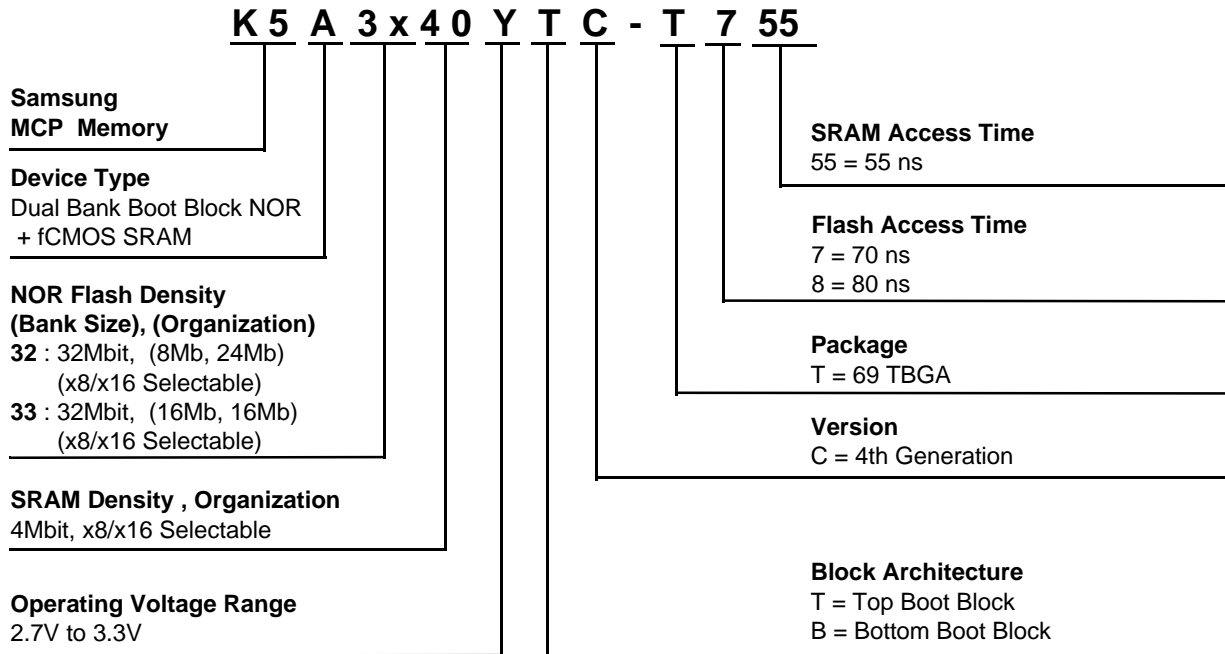 K5 A 3x40 Y T C - T 7 55
Samsung
MCP Memory
Device Type
Dual Bank Boot Block NOR
+ fCMOS SRAM
NOR Flash Density
(Bank Size), (Organization)
32 : 32Mbit, (8Mb, 24Mb)
(x8/x16 Selectable)
33 : 32Mbit, (16Mb, 16Mb)
(x8/x16 Selectable)
SRAM Density , Organization
4Mbit, x8/x16 Selectable
Operating Voltage Range
2.7V to 3.3V
SRAM Access Time
55 = 55 ns
Flash Access Time
7 = 70 ns
8 = 80 ns
Package
T = 69 TBGA
Version
C = 4th Generation
Block Architecture
T = Top Boot Block
B = Bottom Boot Block